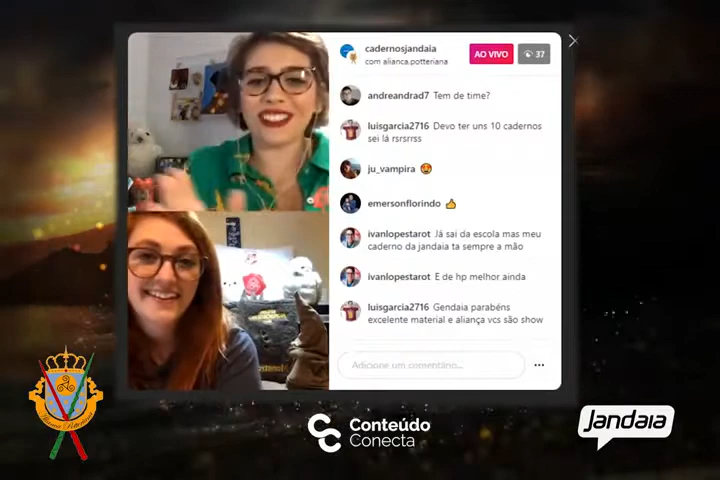 cadernosjandaia
com alianca.potteriana
AO VIVO
37
andreandrad7 Tem de time?
luisgarcia2716 Devo ter uns 10 cadernos
sei lá rsrsrss
ju_vampira
emersonflorindo
ivanlopestarot Já sai da escola mas meu
caderno da jandaia ta sempre a mão
ivanlopestarot E de hp melhor ainda
luisgarcia2716 Gendaia parabéns
excelente material e aliança vcs são show
Adicione um comentário...
Conteúdo
Conecta
Jandaia